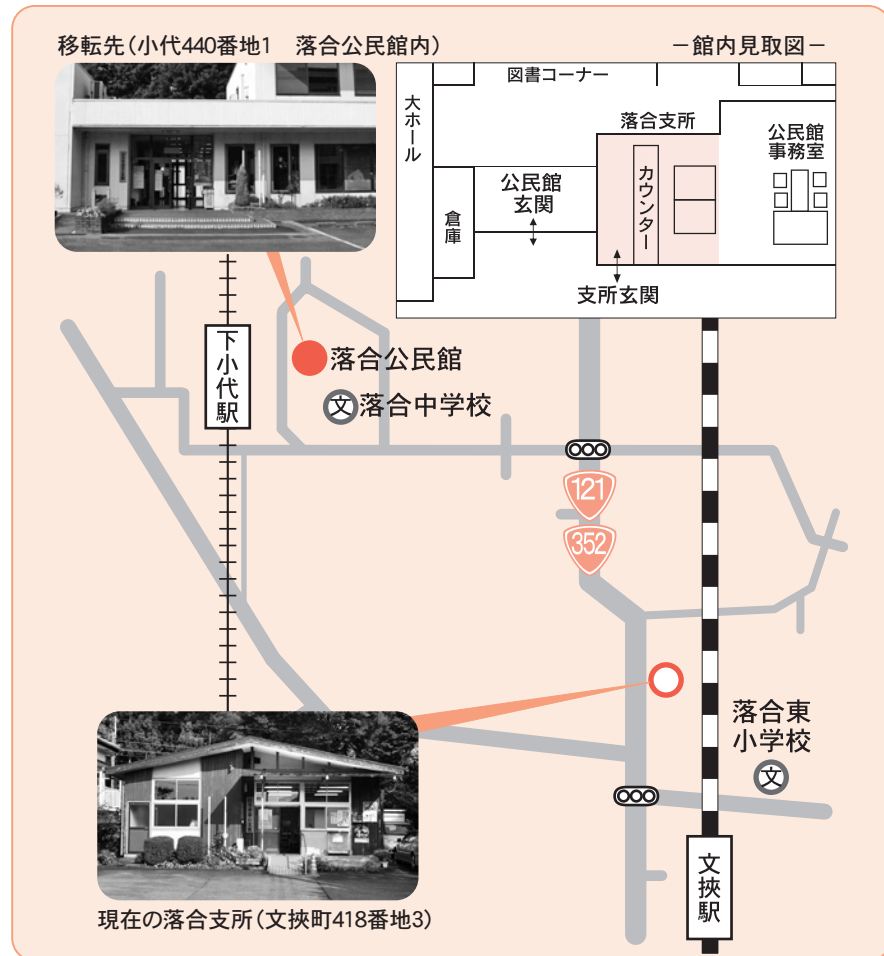 移転先(小代440番地1 落合公民館内)
－館内見取図－
図書コーナー
大ホール
落合支所
公民館
事務室
カウンター
公民館
玄関
倉庫
支所玄関
下小代駅
落合公民館
文 落合中学校
121
352
落合東
小学校
文
文挾駅
現在の落合支所(文挾町418番地3)